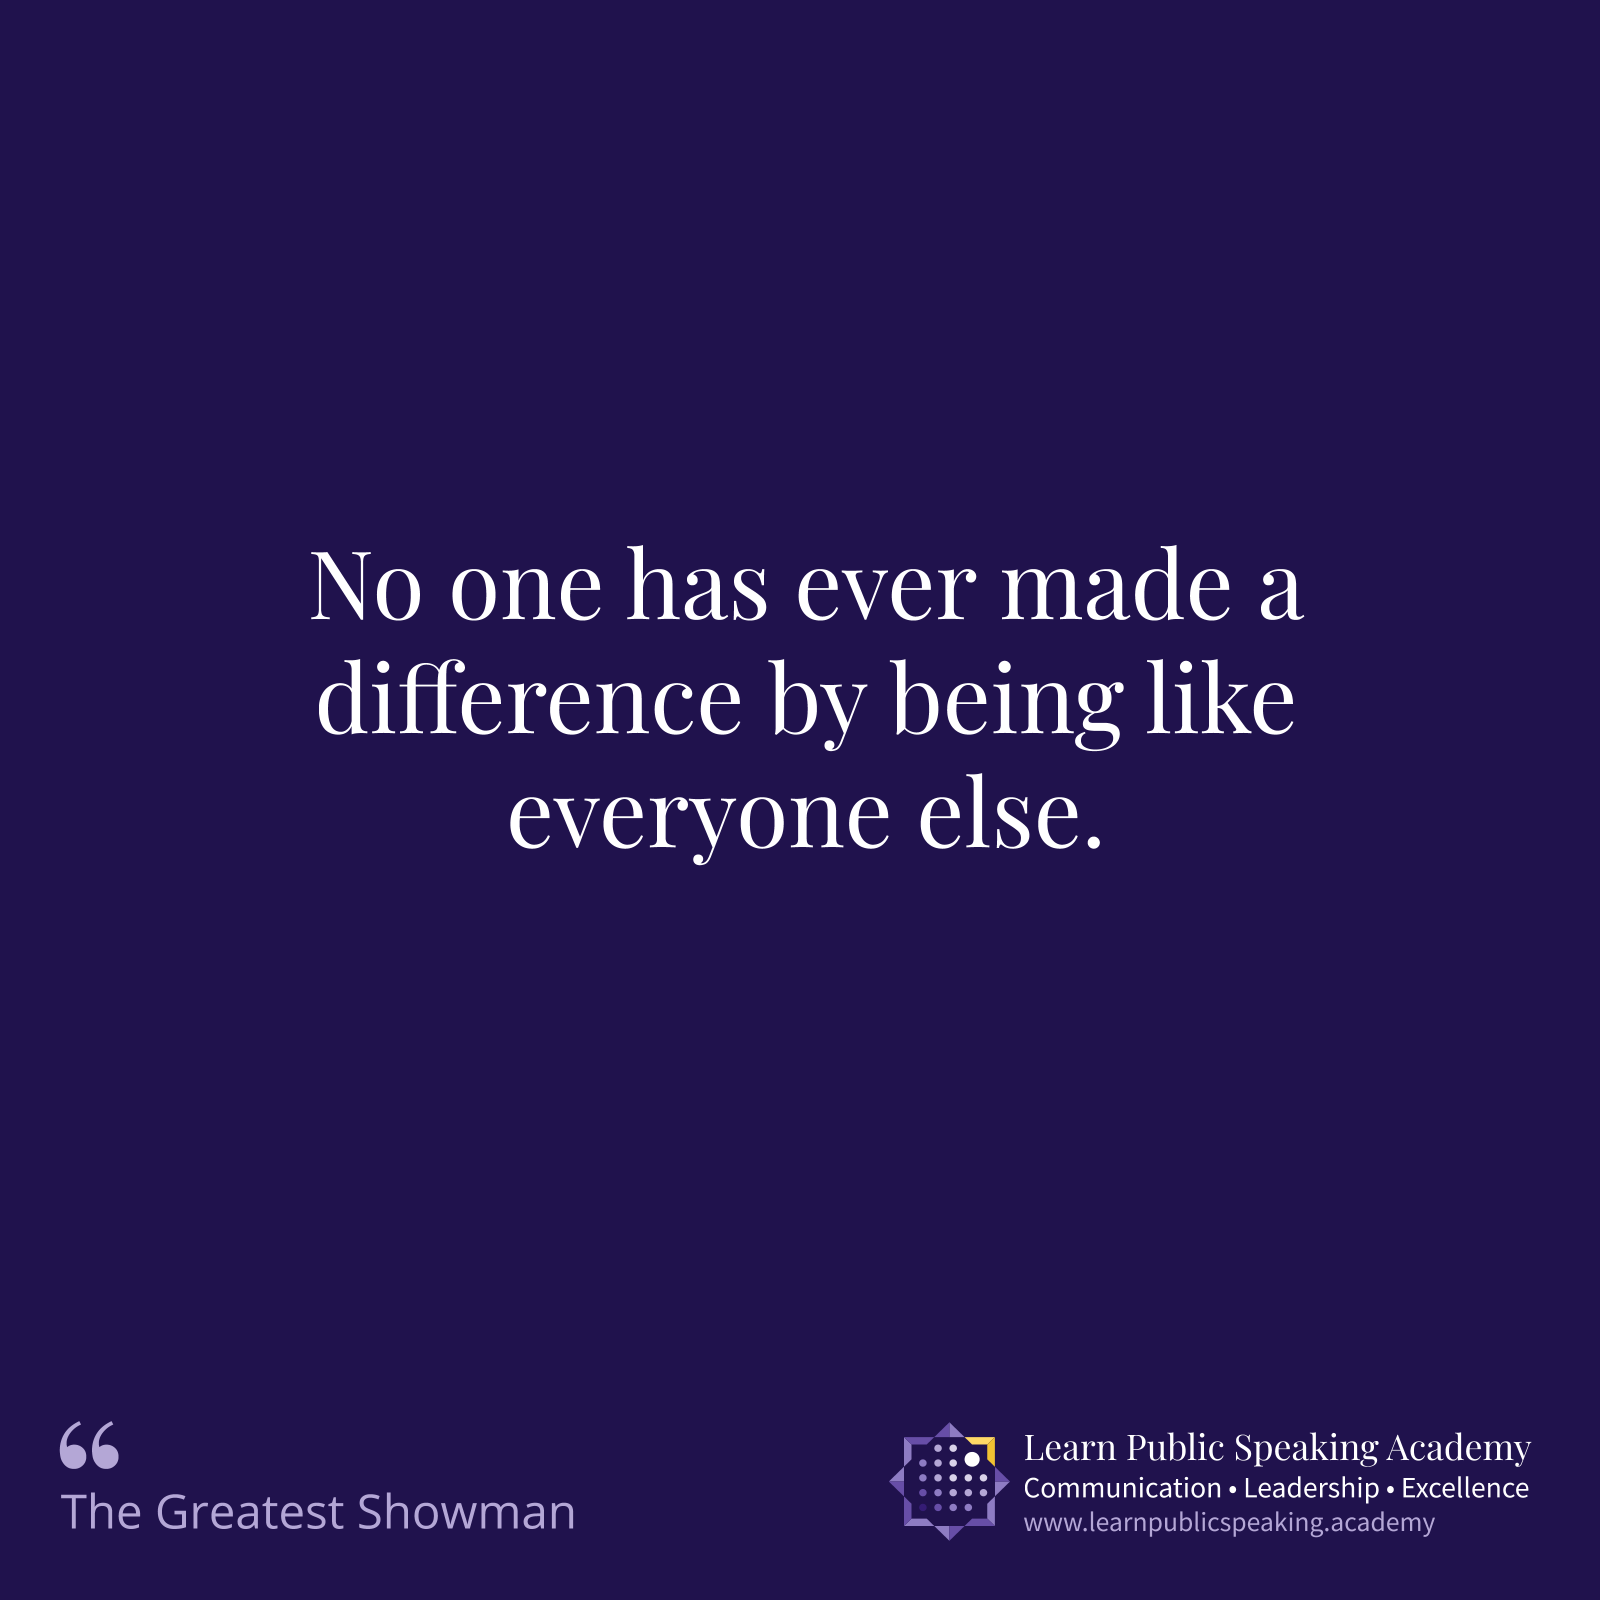 No one has ever made a
difference by being like
everyone else.
“
The Greatest Showman
Learn Public Speaking Academy
Communication • Leadership • Excellence
www.learnpublicspeaking.academy